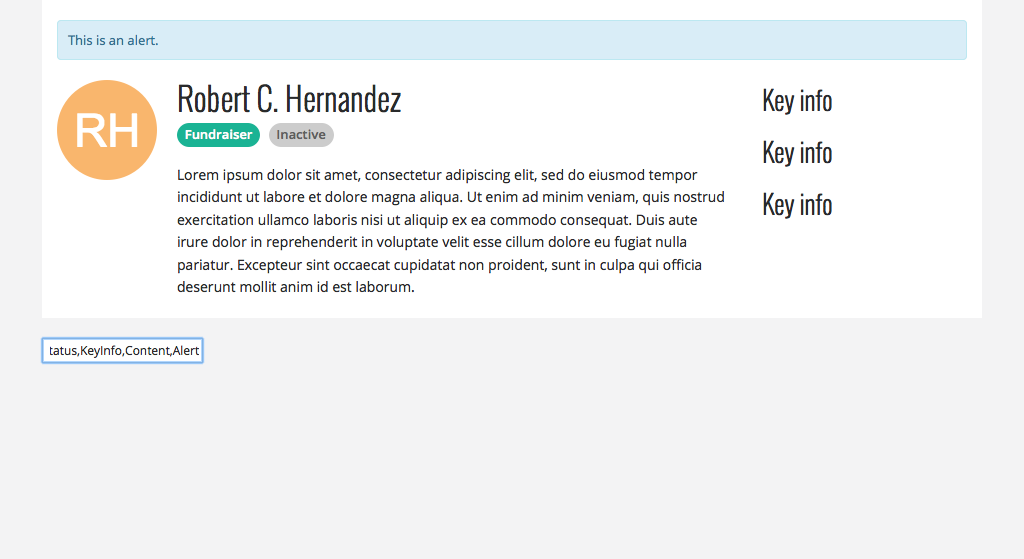 This is an alert.
RH
Robert C. Hernandez
Fundraiser Inactive
Lorem ipsum dolor sit amet, consectetur adipiscing elit, sed do eiusmod tempor
incididunt ut labore et dolore magna aliqua. Ut enim ad minim veniam, quis nostrud
exercitation ullamco laboris nisi ut aliquip ex ea commodo consequat. Duis aute
irure dolor in reprehenderit in voluptate velit esse cillum dolore eu fugiat nulla
pariatur. Excepteur sint occaecat cupidatat non proident, sunt in culpa qui officia
deserunt mollit anim id est laborum.
Key info
Key info
Key info
tatus,KeyInfo,Content,Alert